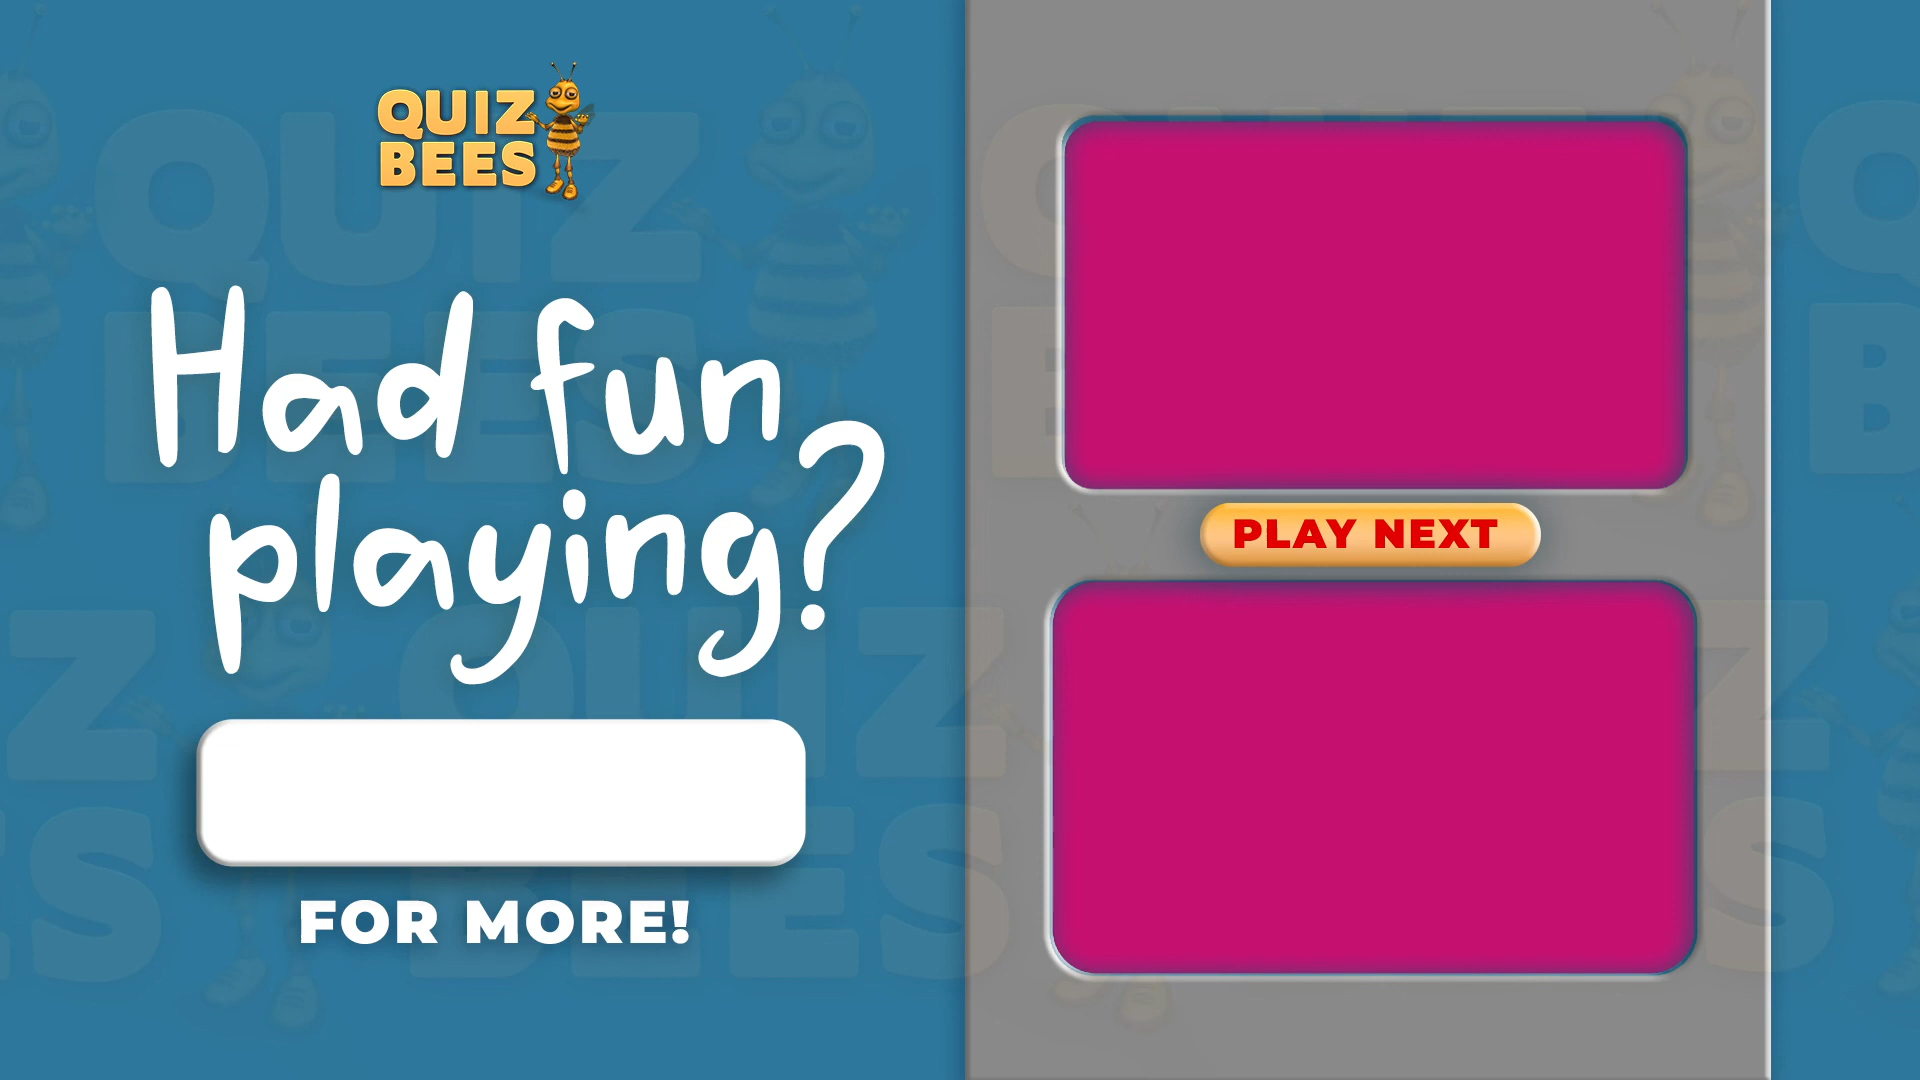 QUIZ
BEES
Had fun
playing?
FOR MORE!
PLAY NEXT